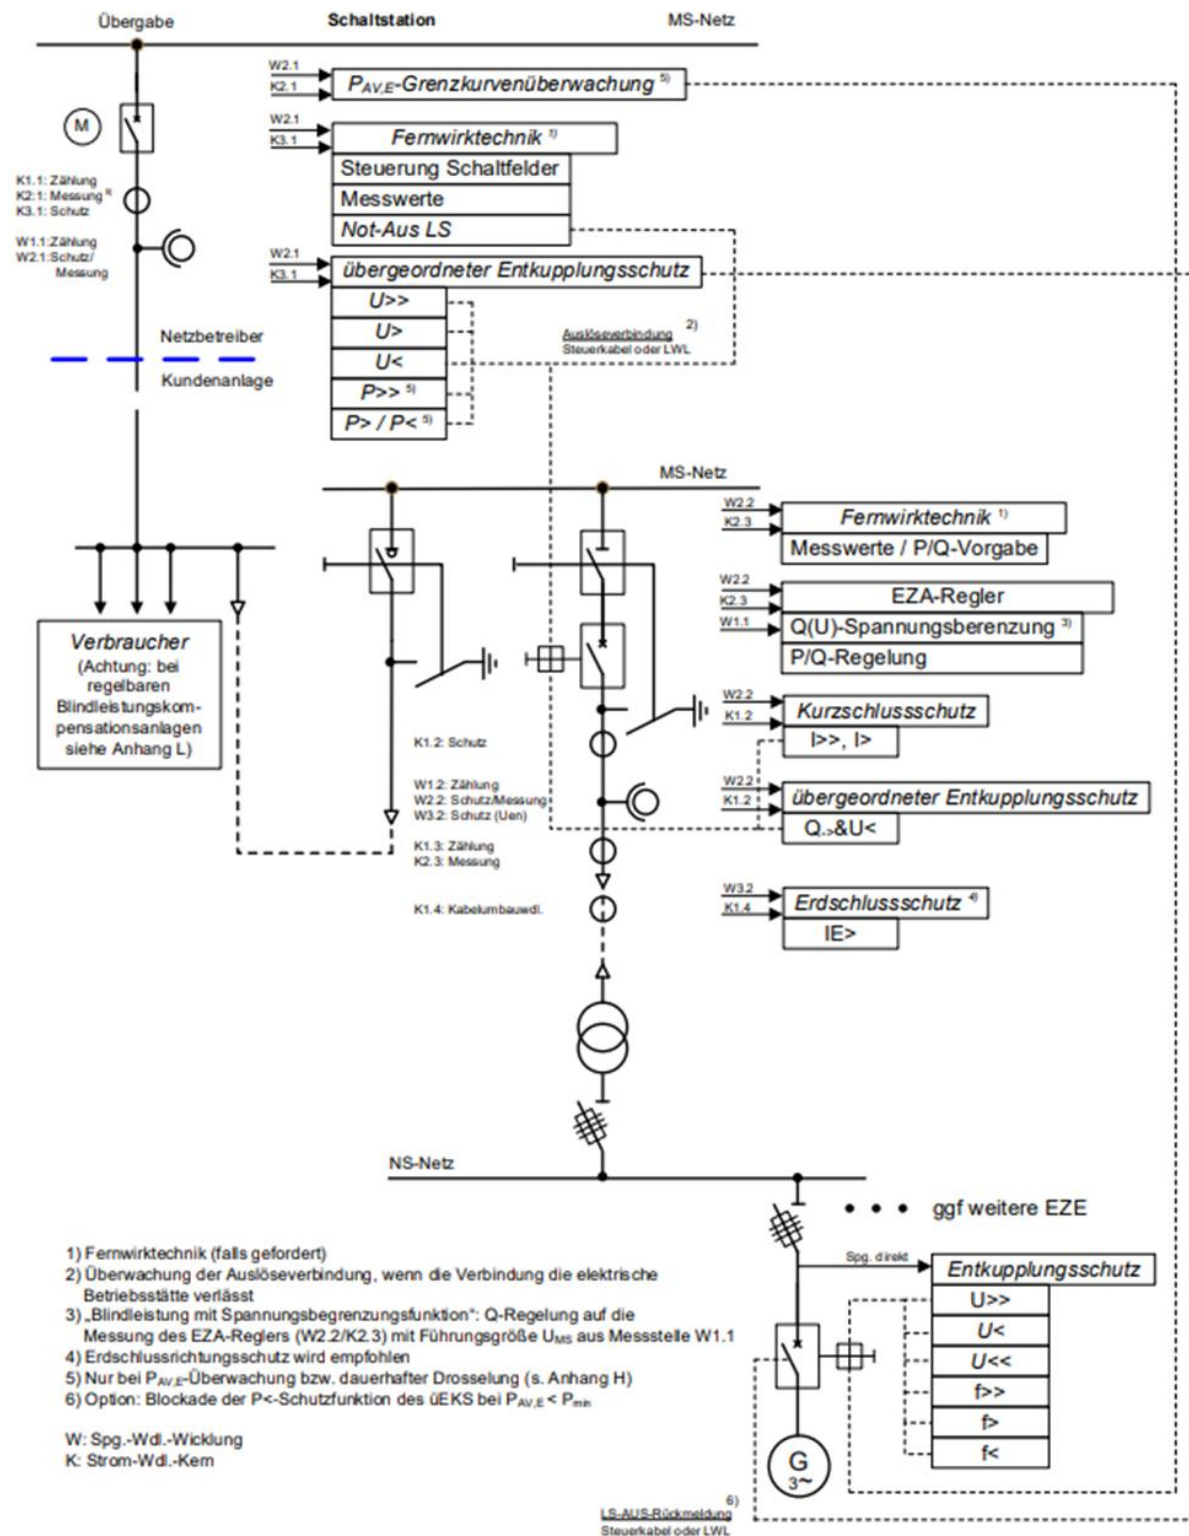 Übergabe
Schaltstation
MS-Netz
W2.1
K2.1
P_AV,E-Grenzkurvenüberwachung 5)
M
W2.1
K3.1
Fernwirktechnik 1)
Steuerung Schaltfelder
Messwerte
Not-Aus LS
K1.1: Zählung
K2.1: Messung
K3.1: Schutz
W1.1:Zählung
W2.1:Schutz/
Messung
W2.1
K3.1
übergeordneter Entkupplungsschutz
U>>
U>
U<
P>> 5)
P> / P< 5)
Auslöseverbindung 2)
Steuerkabel oder LWL
Netzbetreiber
Kundenanlage
MS-Netz
W2.2
K2.3
Fernwirktechnik 1)
Messwerte / P/Q-Vorgabe
W2.2
K2.3
W1.1
EZA-Regler
Q(U)-Spannungsberenzung 3)
P/Q-Regelung
Verbraucher
(Achtung: bei
regelbaren
Blindleistungskom-
pensationsanlagen
siehe Anhang L)
W2.2
K1.2
Kurzschlussschutz
I>>, I>
K1.2: Schutz
W1.2: Zählung
W2.2: Schutz/Messung
W3.2: Schutz (Uen)
W2.2
K1.2
übergeordneter Entkupplungsschutz
Q->&U<
K1.3: Zählung
K2.3: Messung
K1.4: Kabelumbauwdl.
W3.2
K1.4
Erdschlussschutz 4)
IE>
NS-Netz
ggf weitere EZE
Spg. direkt
Entkupplungsschutz
U>>
U<
U<<
f>>
f>
f<
G
3~
1) Fernwirktechnik (falls gefordert)
2) Überwachung der Auslöseverbindung, wenn die Verbindung die elektrische
Betriebsstätte verlässt
3) „Blindleistung mit Spannungsbegrenzungsfunktion“: Q-Regelung auf die
Messung des EZA-Reglers (W2.2/K2.3) mit Führungsgröße U_MS aus Messstelle W1.1
4) Erdschlussrichtungsschutz wird empfohlen
5) Nur bei P_AV,E-Überwachung bzw. dauerhafter Drosselung (s. Anhang H)
6) Option: Blockade der P<-Schutzfunktion des üEKS bei P_AV,E < P_min
W: Spg.-Wdl.-Wicklung
K: Strom-Wdl.-Kern
LS-AUS-Rückmeldung 6)
Steuerkabel oder LWL